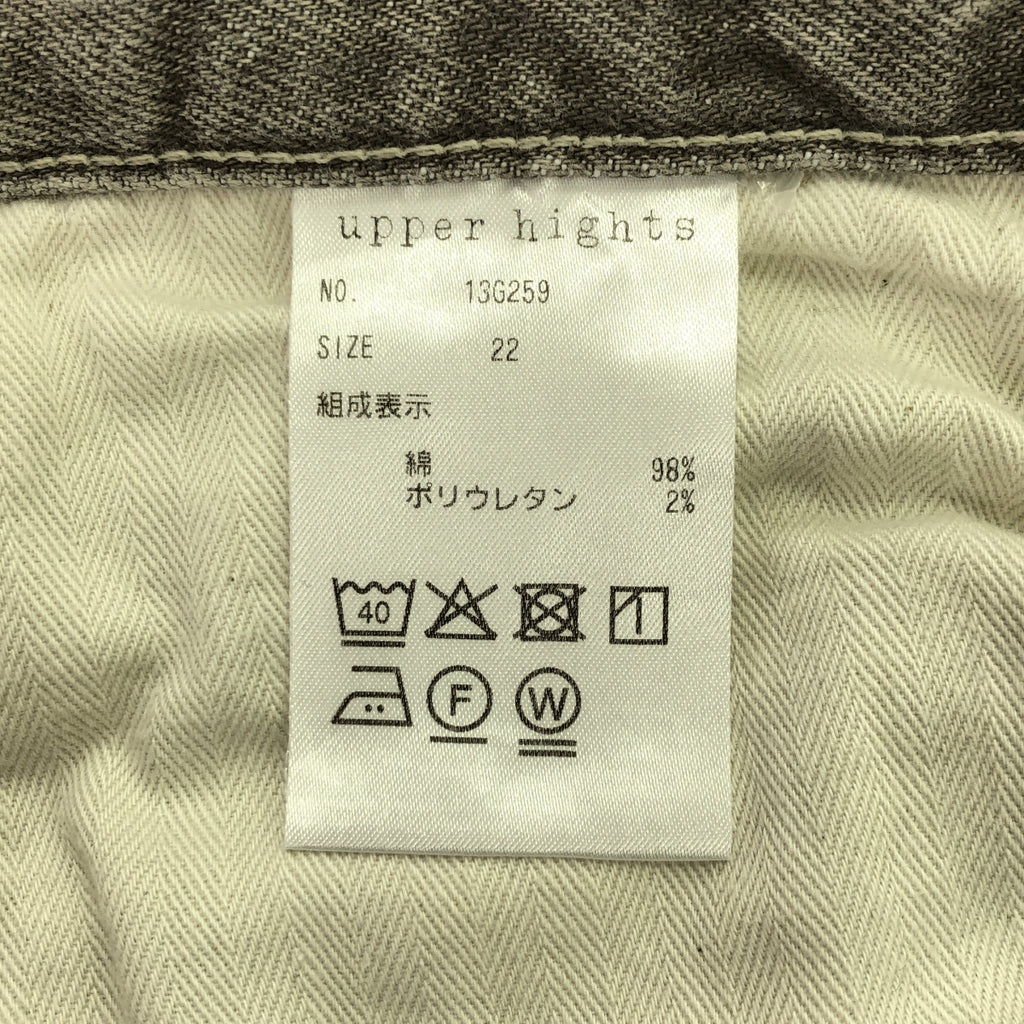 upper hights
NO. 13G259
SIZE 22
組成表示
綿 98%
ポリウレタン 2%
40
F W